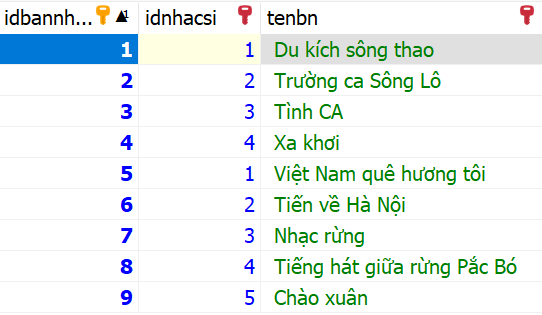 idbannh... idnhacsi tenbn
1 1 Du kích sông thao
2 2 Trường ca Sông Lô
3 3 Tình CA
4 4 Xa khơi
5 1 Việt Nam quê hương tôi
6 2 Tiến về Hà Nội
7 3 Nhạc rừng
8 4 Tiếng hát giữa rừng Pắc Bó
9 5 Chào xuân